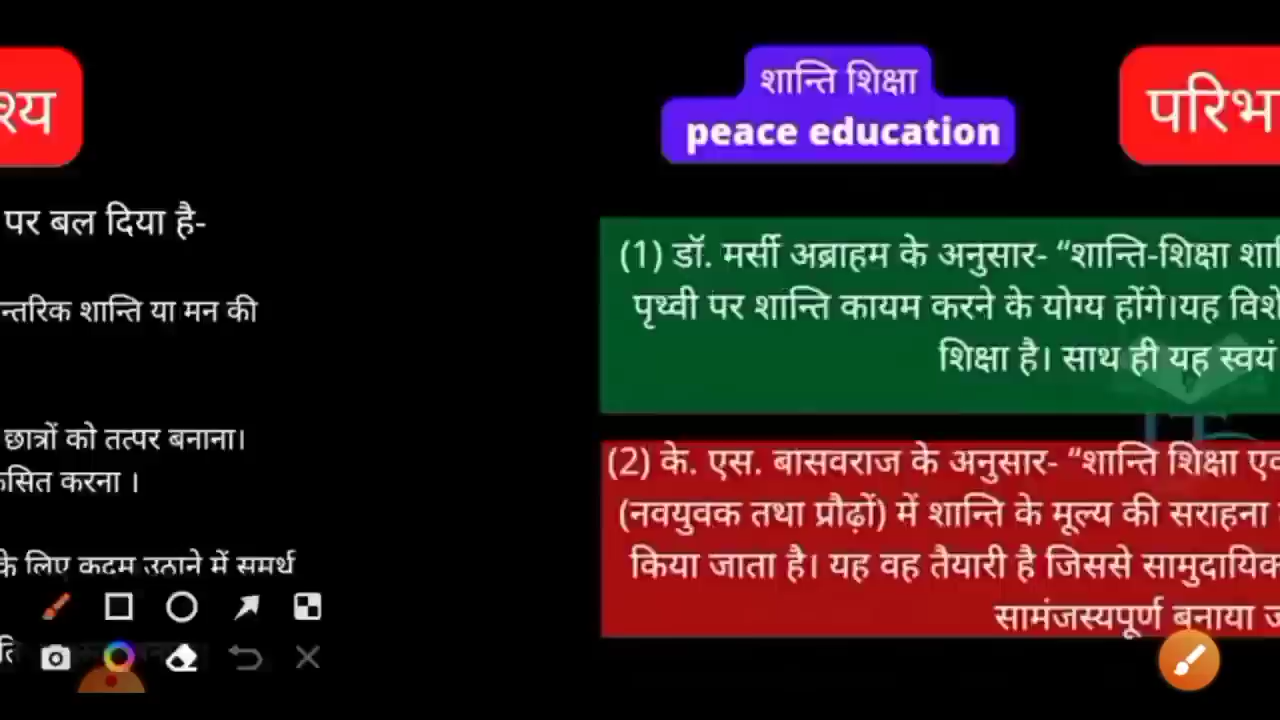 श्य
पर बल दिया है-
न्तरिक शान्ति या मन की
छात्रों को तत्पर बनाना।
कसित करना ।
के लिए कदम उठाने में समर्थ
ति
शान्ति शिक्षा
peace education
परिभ
(1) डॉ. मर्सी अब्राहम के अनुसार- “शान्ति-शिक्षा शा
पृथ्वी पर शान्ति कायम करने के योग्य होंगे।यह विशे
शिक्षा है। साथ ही यह स्वयं
(2) के. एस. बासवराज के अनुसार- “शान्ति शिक्षा एक
(नवयुवक तथा प्रौढ़ों) में शान्ति के मूल्य की सराहना
किया जाता है। यह वह तैयारी है जिससे सामुदायिक
सामंजस्यपूर्ण बनाया ज